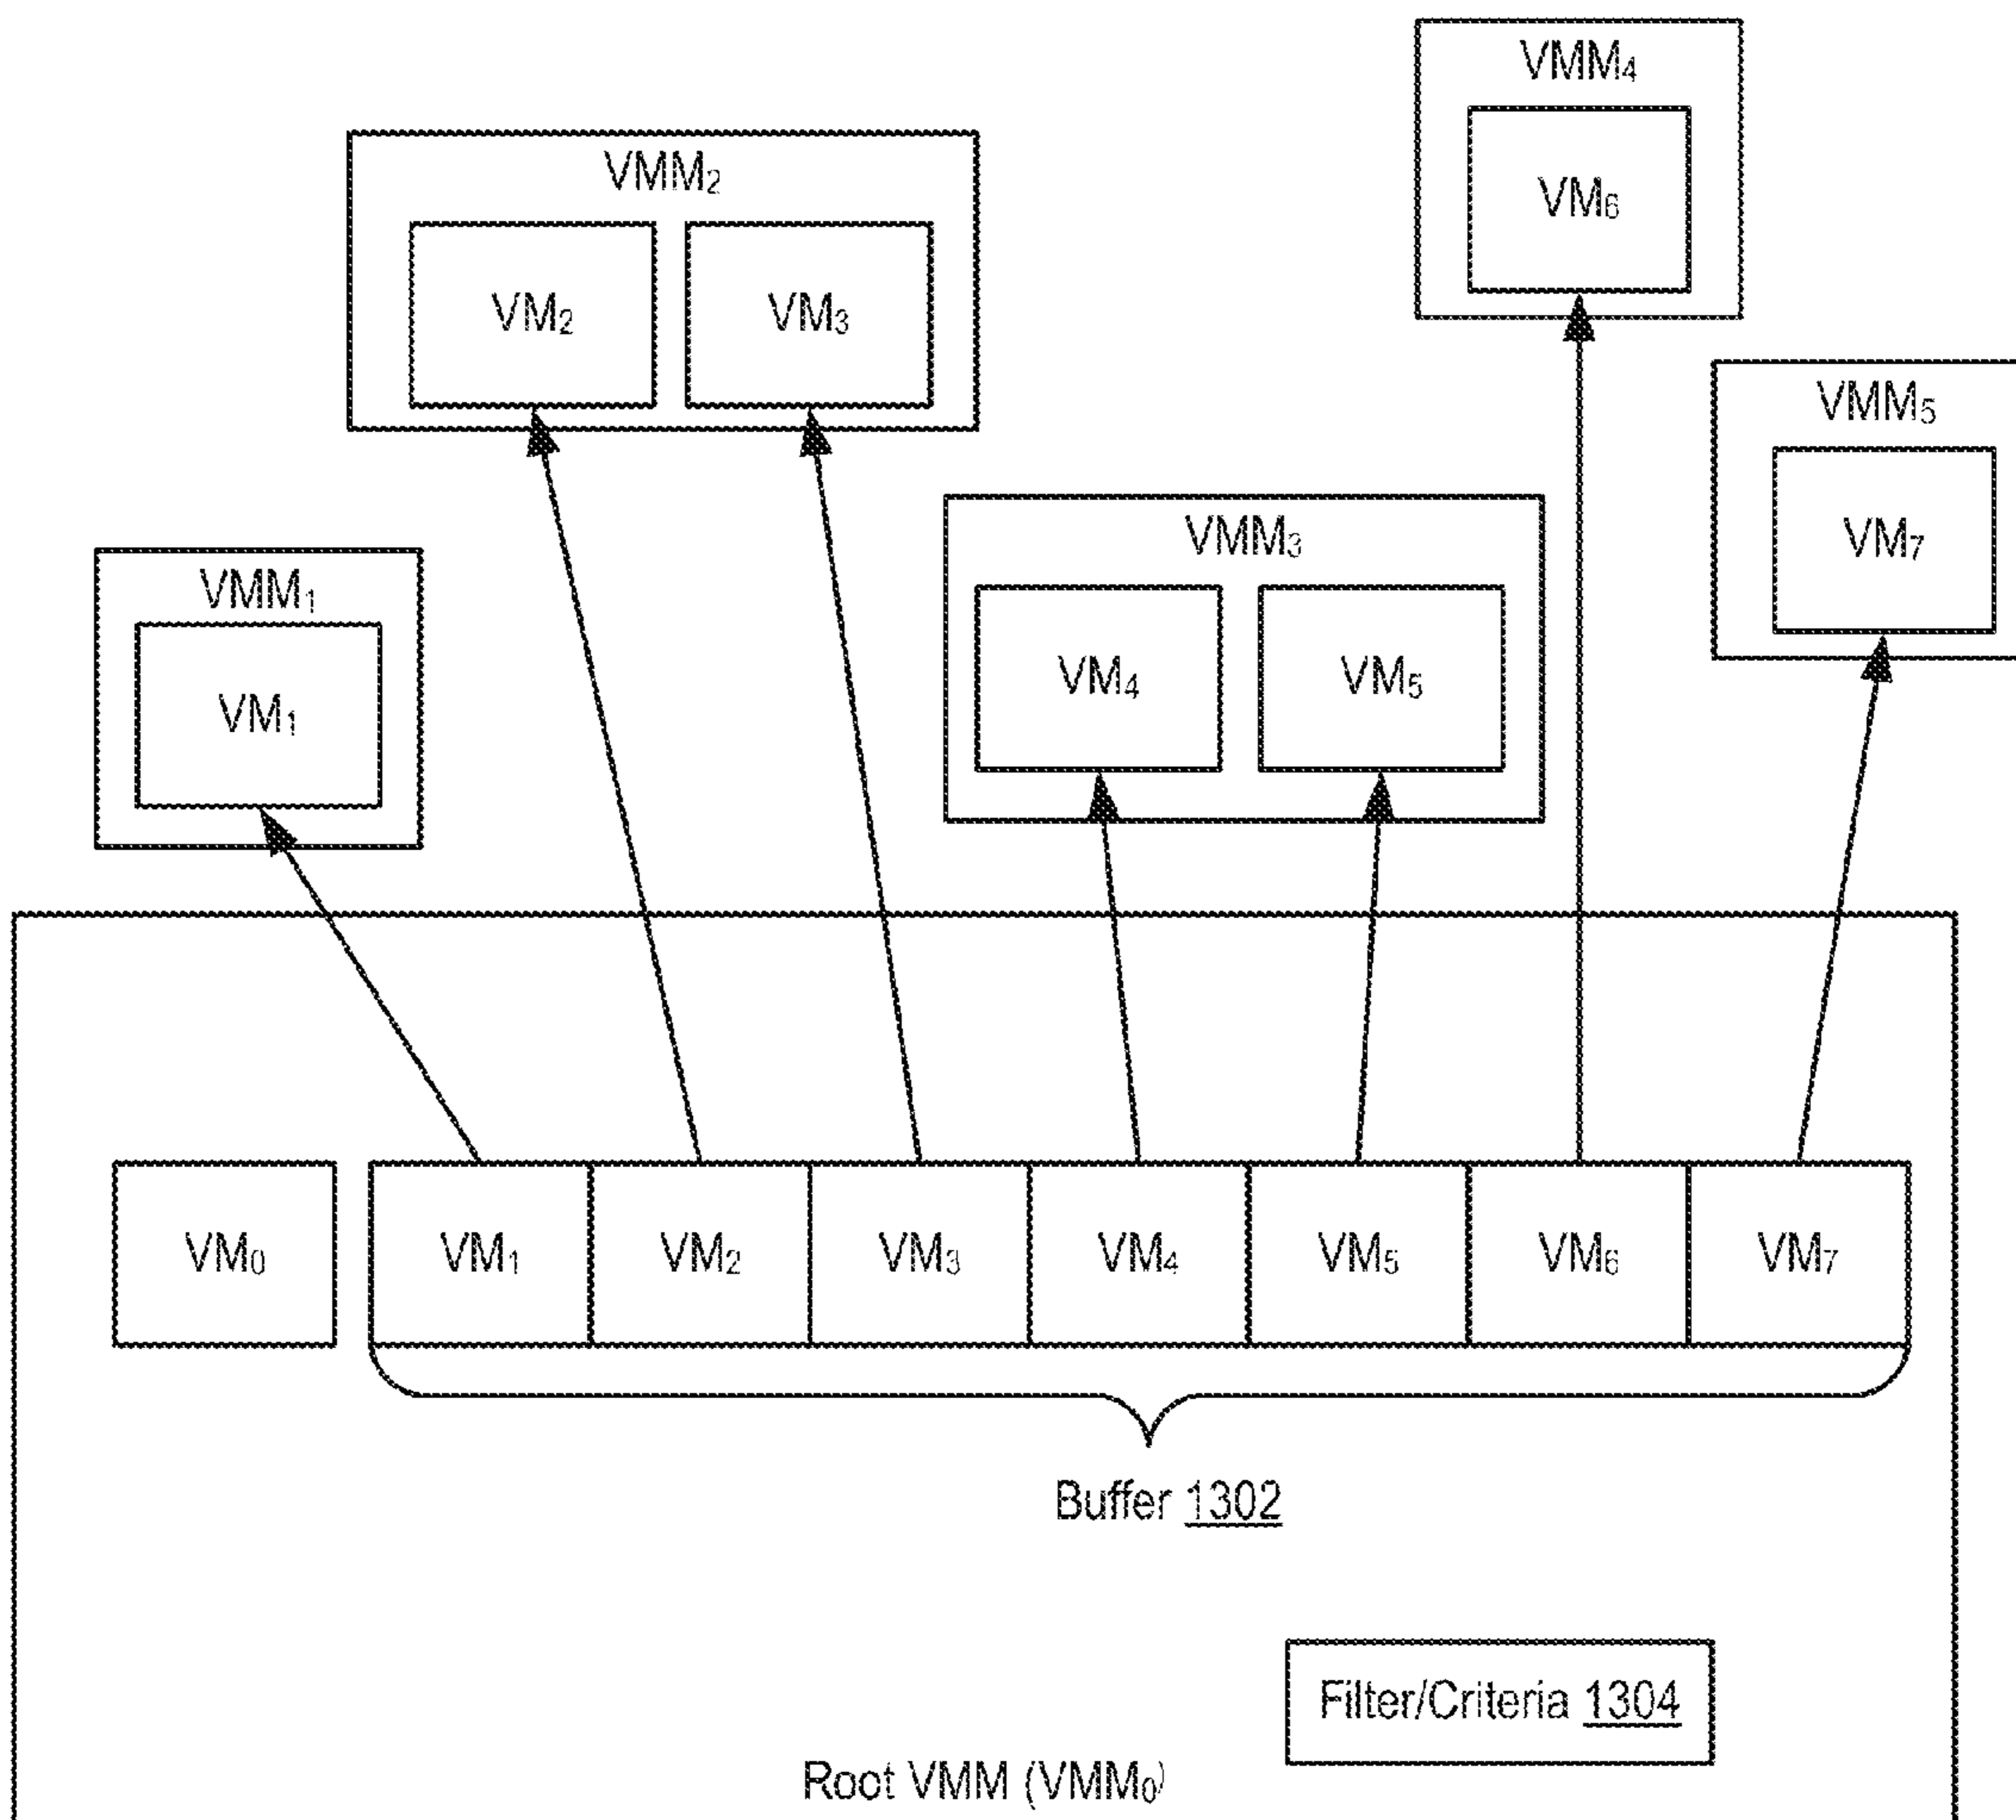 VMM₄
VM₆
VMM₂
VM₂ VM₃
VMM₅
VM₇
VMM₃
VM₄ VM₅
VMM₁
VM₁
VM₀ VM₁ VM₂ VM₃ VM₄ VM₅ VM₆ VM₇
Buffer 1302
Filter/Criteria 1304
Root VMM (VMM₀)